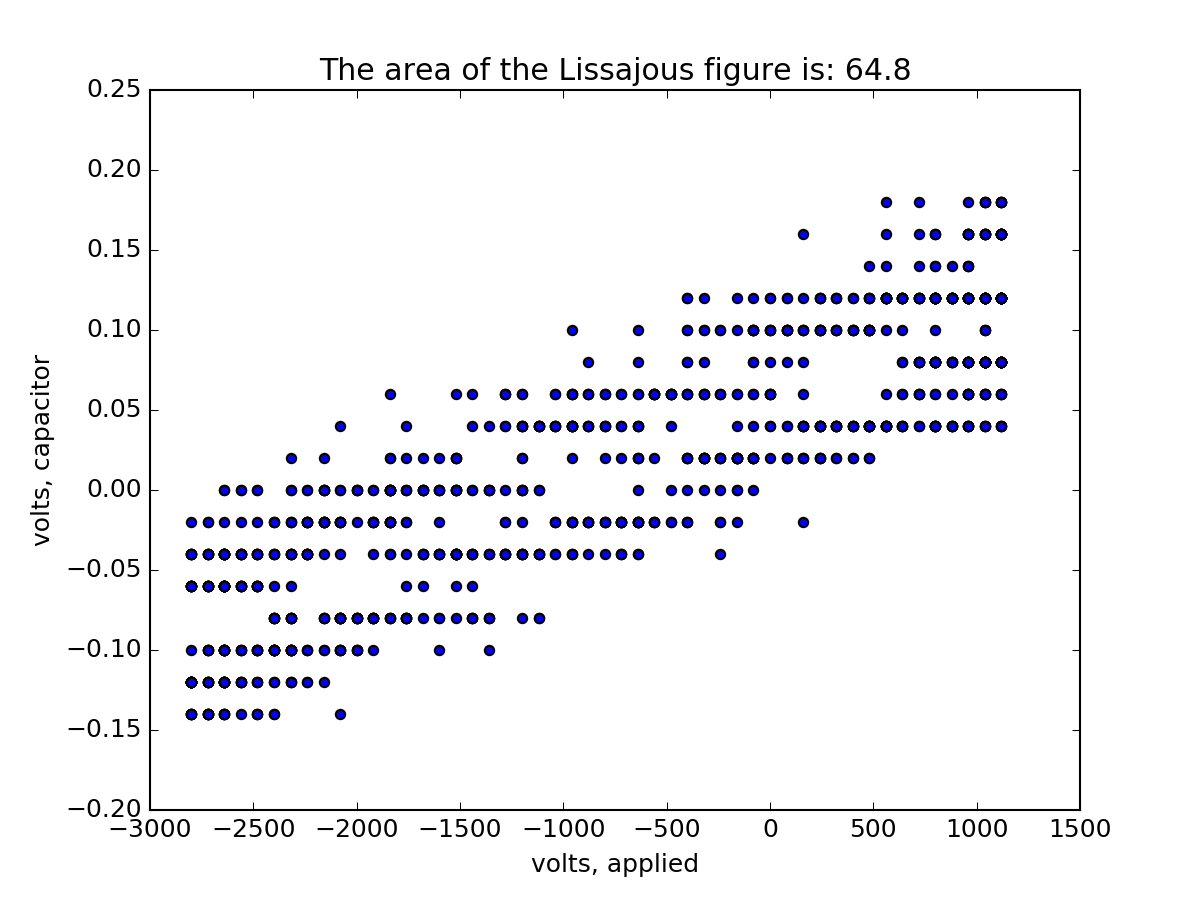 The area of the Lissajous figure is: 64.8
0.25
0.20
0.15
0.10
0.05
0.00
−0.05
−0.10
−0.15
−0.20
volts, capacitor
−3000 −2500 −2000 −1500 −1000 −500 0 500 1000 1500
volts, applied